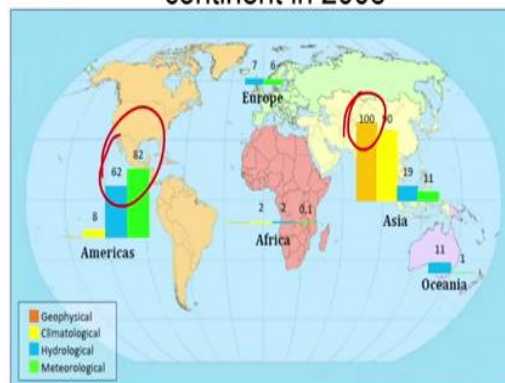 continent in
7 6
Europe
100 90
19 11
Asia
82
62
8
Americas
2 2 0,1
Africa
11 1
Oceania
Geophysical
Climatological
Hydrological
Meteorological